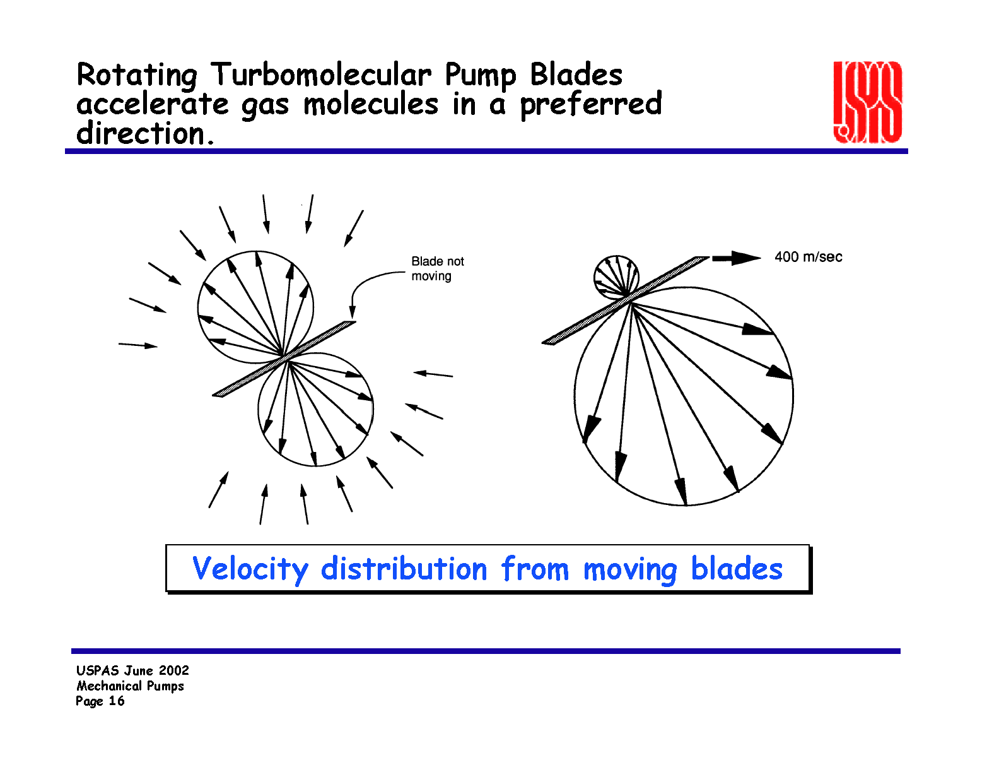 Rotating Turbomolecular Pump Blades
accelerate gas molecules in a preferred
direction.
Blade not
moving
400 m/sec
Velocity distribution from moving blades
USPAS June 2002
Mechanical Pumps
Page 16